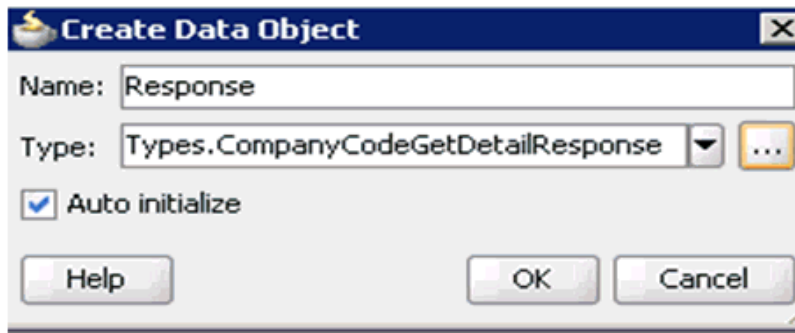 Create Data Object
Name: Response
Type: Types.CompanyCodeGetDetailResponse ...
Auto initialize
Help OK Cancel